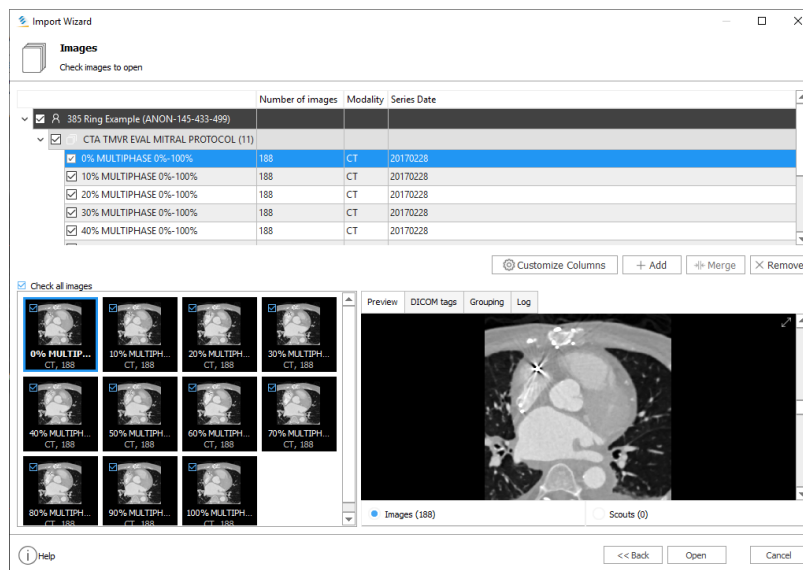 Import Wizard
Images
Check images to open
Number of images Modality Series Date
385 Ring Example (ANON-145-433-499)
CTA TMVR EVAL MITRAL PROTOCOL (11)
0% MULTIPHASE 0%-100% 188 CT 20170228
10% MULTIPHASE 0%-100% 188 CT 20170228
20% MULTIPHASE 0%-100% 188 CT 20170228
30% MULTIPHASE 0%-100% 188 CT 20170228
40% MULTIPHASE 0%-100% 188 CT 20170228
Customize Columns Add Merge Remove
Check all images
Preview DICOM tags Grouping Log
0% MULTIP... 10% MULTIPH... 20% MULTIPH... 30% MULTIPH...
CT, 188 CT, 188 CT, 188 CT, 188
40% MULTIPH... 50% MULTIPH... 60% MULTIPH... 70% MULTIPH...
CT, 188 CT, 188 CT, 188 CT, 188
80% MULTIPH... 90% MULTIPH... 100% MULTIPH...
CT, 188 CT, 188 CT, 188
Images (188) Scouts (0)
Help << Back Open Cancel